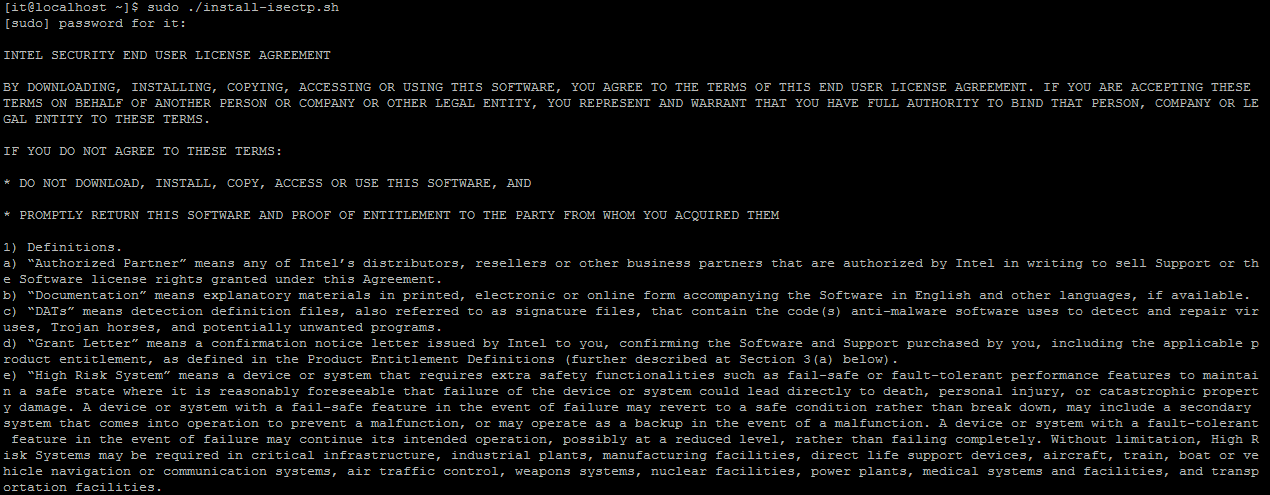 [it@localhost ~]$ sudo ./install-isectp.sh
[sudo] password for it:
INTEL SECURITY END USER LICENSE AGREEMENT
BY DOWNLOADING, INSTALLING, COPYING, ACCESSING OR USING THIS SOFTWARE, YOU AGREE TO THE TERMS OF THIS END USER LICENSE AGREEMENT. IF YOU ARE ACCEPTING THESE
TERMS ON BEHALF OF ANOTHER PERSON OR COMPANY OR OTHER LEGAL ENTITY, YOU REPRESENT AND WARRANT THAT YOU HAVE FULL AUTHORITY TO BIND THAT PERSON, COMPANY OR LE
GAL ENTITY TO THESE TERMS.
IF YOU DO NOT AGREE TO THESE TERMS:
* DO NOT DOWNLOAD, INSTALL, COPY, ACCESS OR USE THIS SOFTWARE, AND
* PROMPTLY RETURN THIS SOFTWARE AND PROOF OF ENTITLEMENT TO THE PARTY FROM WHOM YOU ACQUIRED THEM
1) Definitions.
a) “Authorized Partner” means any of Intel’s distributors, resellers or other business partners that are authorized by Intel in writing to sell Support or th
e Software license rights granted under this Agreement.
b) “Documentation” means explanatory materials in printed, electronic or online form accompanying the Software in English and other languages, if available.
c) “DATs” means detection definition files, also referred to as signature files, that contain the code(s) anti-malware software uses to detect and repair vir
uses, Trojan horses, and potentially unwanted programs.
d) “Grant Letter” means a confirmation notice letter issued by Intel to you, confirming the Software and Support purchased by you, including the applicable p
roduct entitlement, as defined in the Product Entitlement Definitions (further described at Section 3(a) below).
e) “High Risk System” means a device or system that requires extra safety functionalities such as fail-safe or fault-tolerant performance features to maintai
n a safe state where it is reasonably foreseeable that failure of the device or system could lead directly to death, personal injury, or catastrophic propert
y damage. A device or system with a fail-safe feature in the event of failure may revert to a safe condition rather than break down, may include a secondary
system that comes into operation to prevent a malfunction, or may operate as a backup in the event of a malfunction. A device or system with a fault-tolerant
feature in the event of failure may continue its intended operation, possibly at a reduced level, rather than failing completely. Without limitation, High R
isk Systems may be required in critical infrastructure, industrial plants, manufacturing facilities, direct life support devices, aircraft, train, boat or ve
hicle navigation or communication systems, air traffic control, weapons systems, nuclear facilities, power plants, medical systems and facilities, and transp
ortation facilities.